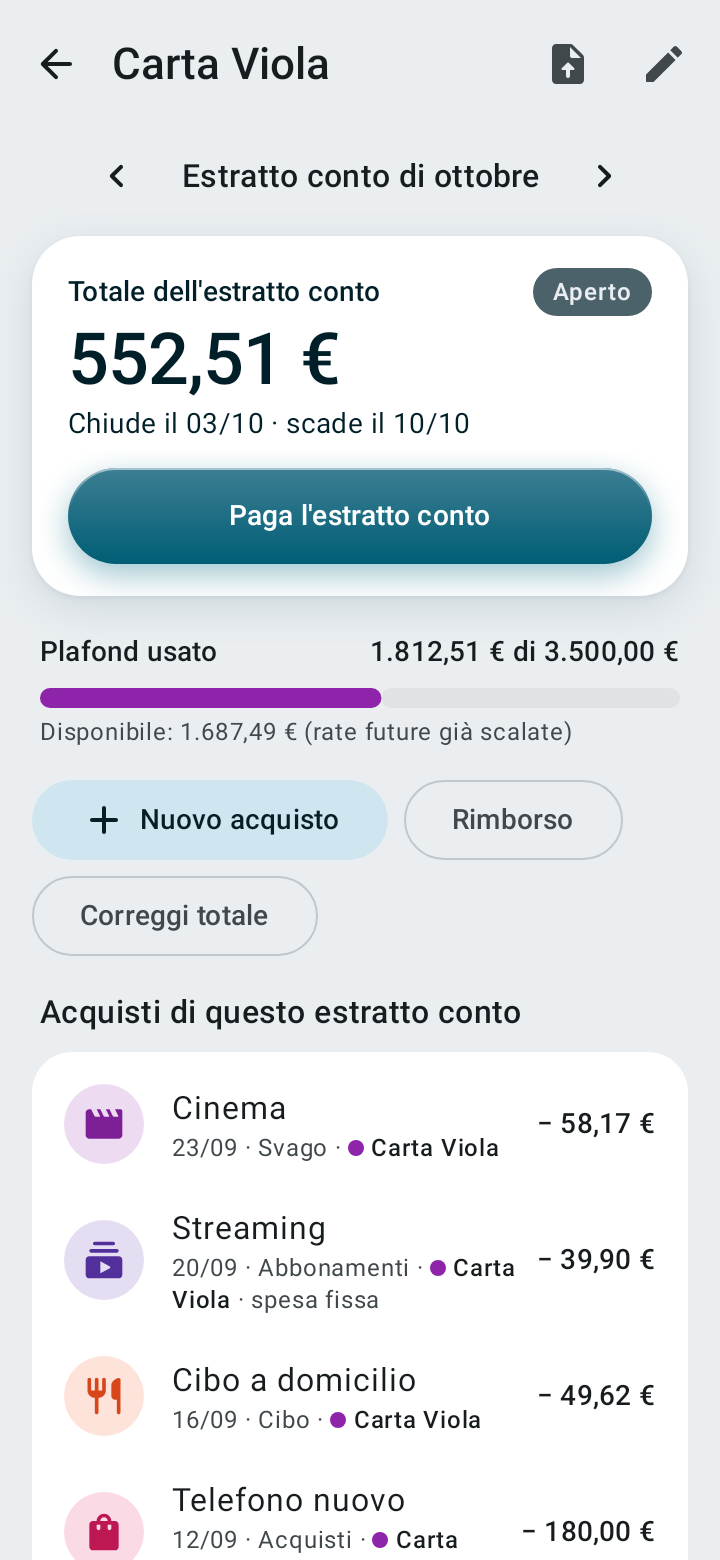 Carta Viola
Estratto conto di ottobre
Totale dell'estratto conto
Aperto
552,51 €
Chiude il 03/10 · scade il 10/10
Paga l'estratto conto
Plafond usato
1.812,51 € di 3.500,00 €
Disponibile: 1.687,49 € (rate future già scalate)
Nuovo acquisto
Rimborso
Correggi totale
Acquisti di questo estratto conto
Cinema
23/09 · Svago · Carta Viola
− 58,17 €
Streaming
20/09 · Abbonamenti · Carta
Viola · spesa fissa
− 39,90 €
Cibo a domicilio
16/09 · Cibo · Carta Viola
− 49,62 €
Telefono nuovo
12/09 · Acquisti · Carta
− 180,00 €